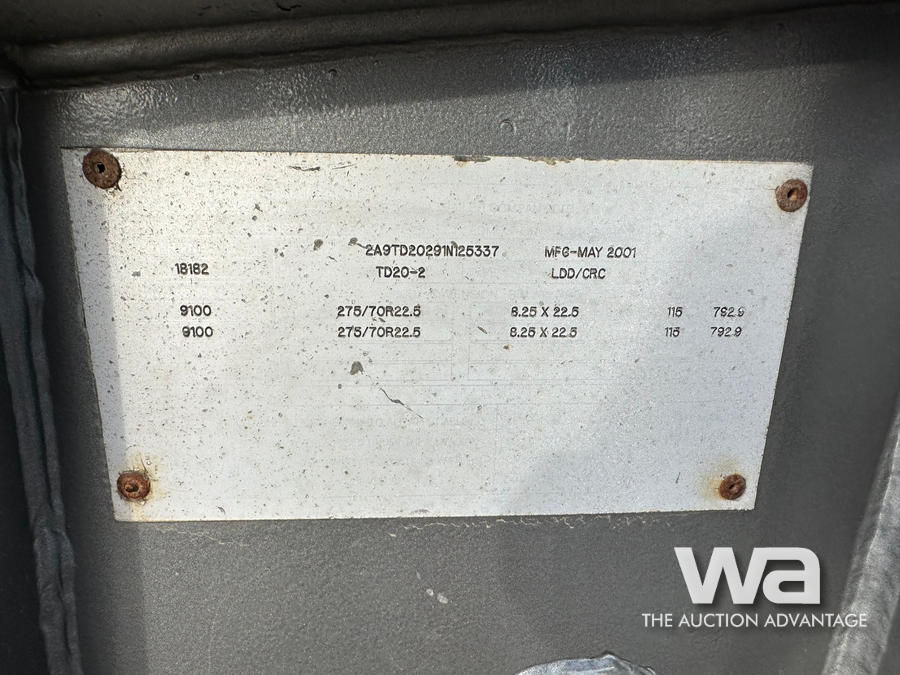 2A9TD20291N125337 MFG-MAY 2001
18182 TD20-2 LDD/CRC
9100 275/70R22.5 8.25 X 22.5 115 792.9
9100 275/70R22.5 8.25 X 22.5 115 792.9
wa
THE AUCTION ADVANTAGE